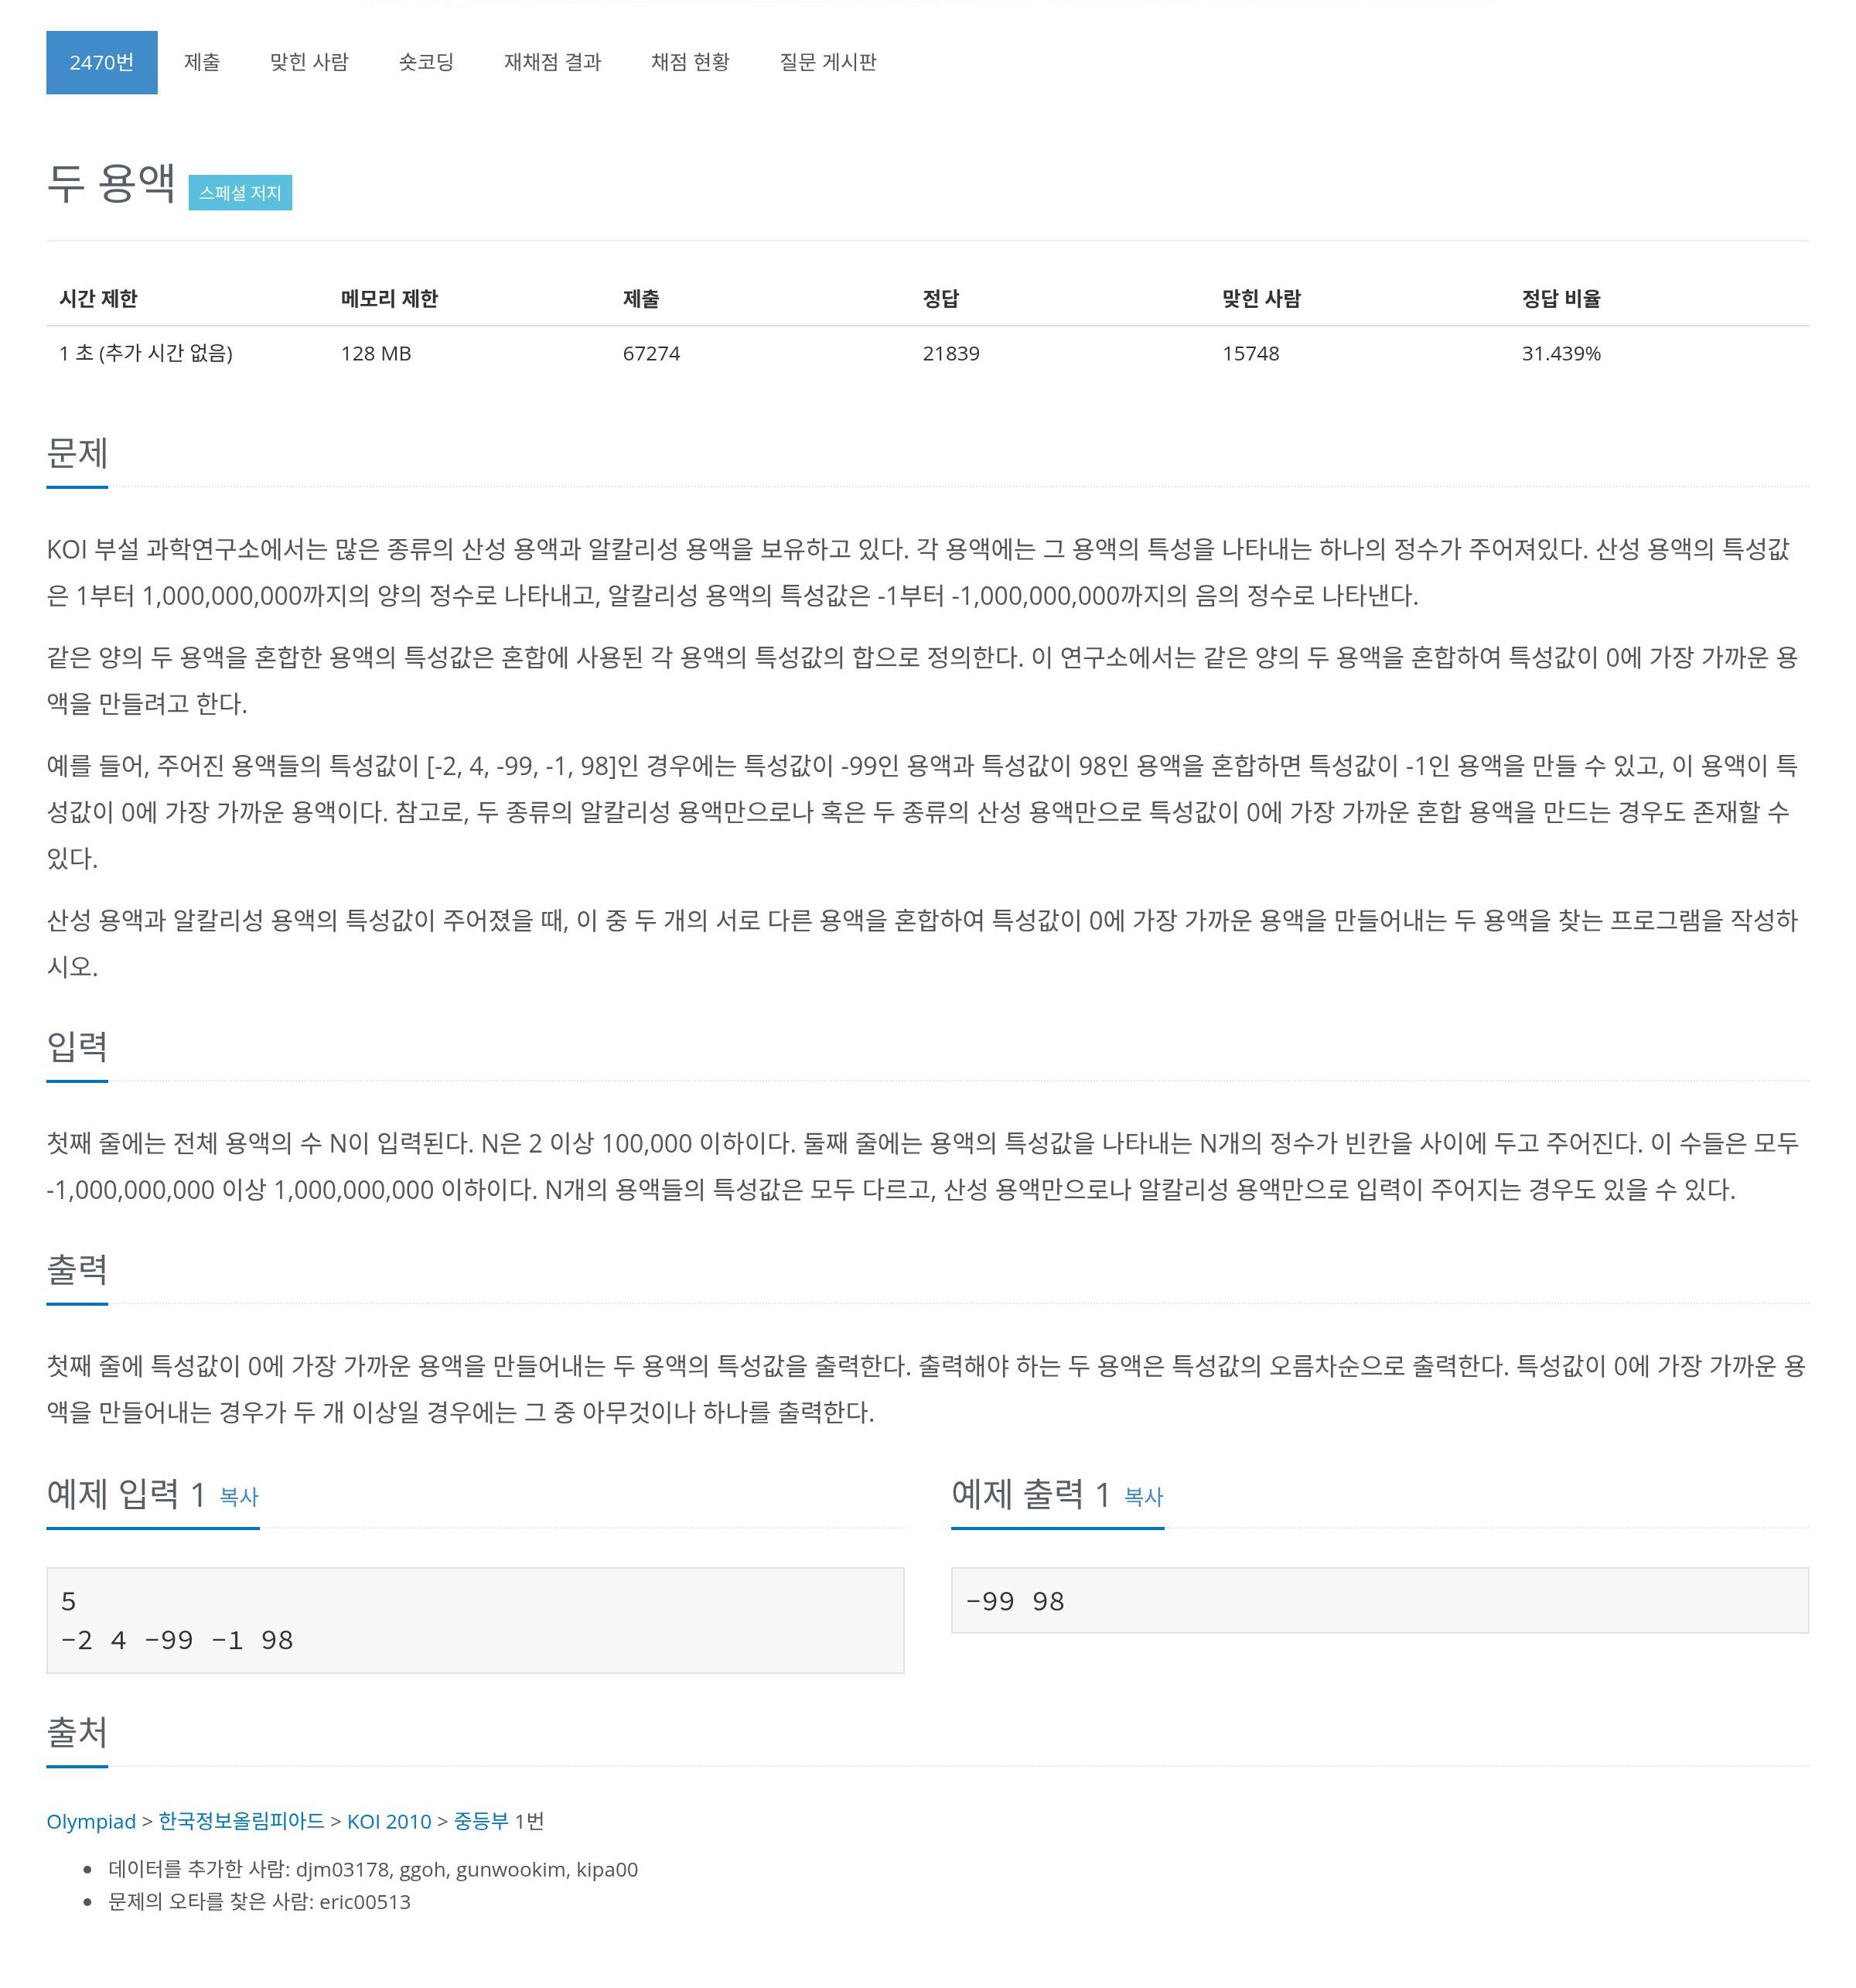 2470번 제출 맞힌 사람 숏코딩 재채점 결과 채점 현황 질문 게시판
두 용액 스페셜 저지
시간 제한 메모리 제한 제출 정답 맞힌 사람 정답 비율
1 초 (추가 시간 없음) 128 MB 67274 21839 15748 31.439%
문제
KOI 부설 과학연구소에서는 많은 종류의 산성 용액과 알칼리성 용액을 보유하고 있다. 각 용액에는 그 용액의 특성을 나타내는 하나의 정수가 주어져있다. 산성 용액의 특성값
은 1부터 1,000,000,000까지의 양의 정수로 나타내고, 알칼리성 용액의 특성값은 -1부터 -1,000,000,000까지의 음의 정수로 나타낸다.
같은 양의 두 용액을 혼합한 용액의 특성값은 혼합에 사용된 각 용액의 특성값의 합으로 정의한다. 이 연구소에서는 같은 양의 두 용액을 혼합하여 특성값이 0에 가장 가까운 용
액을 만들려고 한다.
예를 들어, 주어진 용액들의 특성값이 [-2, 4, -99, -1, 98]인 경우에는 특성값이 -99인 용액과 특성값이 98인 용액을 혼합하면 특성값이 -1인 용액을 만들 수 있고, 이 용액이 특
성값이 0에 가장 가까운 용액이다. 참고로, 두 종류의 알칼리성 용액만으로나 혹은 두 종류의 산성 용액만으로 특성값이 0에 가장 가까운 혼합 용액을 만드는 경우도 존재할 수
있다.
산성 용액과 알칼리성 용액의 특성값이 주어졌을 때, 이 중 두 개의 서로 다른 용액을 혼합하여 특성값이 0에 가장 가까운 용액을 만들어내는 두 용액을 찾는 프로그램을 작성하
시오.
입력
첫째 줄에는 전체 용액의 수 N이 입력된다. N은 2 이상 100,000 이하이다. 둘째 줄에는 용액의 특성값을 나타내는 N개의 정수가 빈칸을 사이에 두고 주어진다. 이 수들은 모두
-1,000,000,000 이상 1,000,000,000 이하이다. N개의 용액들의 특성값은 모두 다르고, 산성 용액만으로나 알칼리성 용액만으로 입력이 주어지는 경우도 있을 수 있다.
출력
첫째 줄에 특성값이 0에 가장 가까운 용액을 만들어내는 두 용액의 특성값을 출력한다. 출력해야 하는 두 용액은 특성값의 오름차순으로 출력한다. 특성값이 0에 가장 가까운 용
액을 만들어내는 경우가 두 개 이상일 경우에는 그 중 아무것이나 하나를 출력한다.
예제 입력 1 복사
5
-2 4 -99 -1 98
예제 출력 1 복사
-99 98
출처
Olympiad > 한국정보올림피아드 > KOI 2010 > 중등부 1번
데이터를 추가한 사람: djm03178, ggoh, gunwookim, kipa00
문제의 오타를 찾은 사람: eric00513